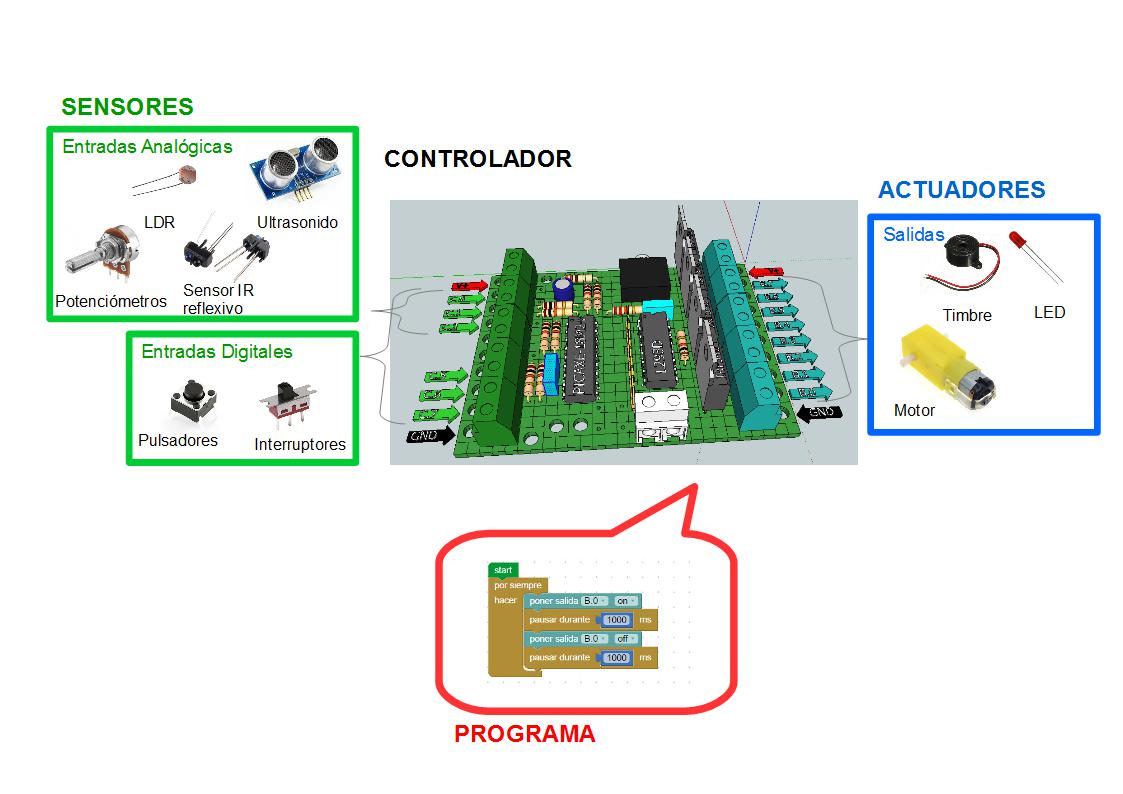 SENSORES
Entradas Analógicas
LDR
Ultrasonido
Potenciómetros
Sensor IR
reflexivo
Entradas Digitales
Pulsadores
Interruptores
CONTROLADOR
GND
GND
ACTUADORES
Salidas
Timbre
LED
Motor
start
por siempre
hacer
poner salida B.0 on
pausar durante 1000 ms
poner salida B.0 off
pausar durante 1000 ms
PROGRAMA